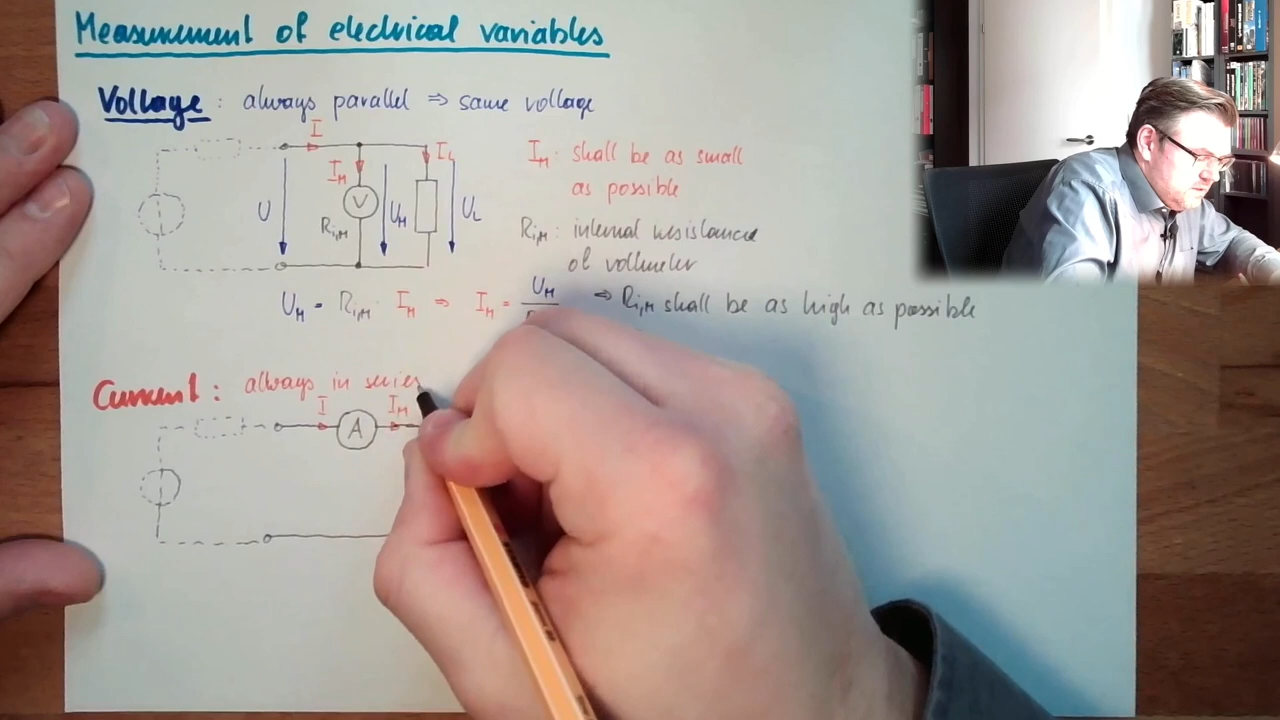 Measurement of electrical variables
Voltage: always parallel ⇒ same voltage
I
I_M
I_L
U
V
R_i,M
U_M
U_L
I_M: shall be as small
as possible
R_i,M: internal resistance
of voltmeter
U_M = R_i,M · I_M ⇒ I_M = U_M
⇒ R_i,M shall be as high as possible
Current: always in series
I
A
I_M